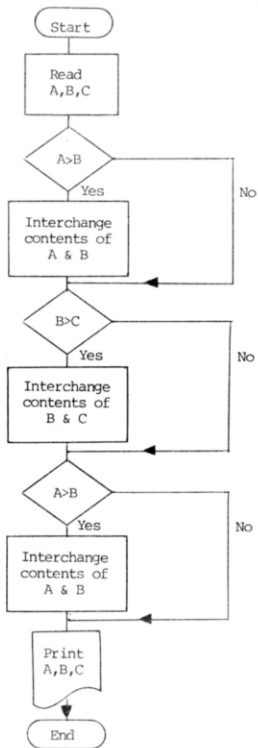 Start
Read
A,B,C
A>B
Yes
No
Interchange
contents of
A & B
B>C
Yes
No
Interchange
contents of
B & C
A>B
Yes
No
Interchange
contents of
A & B
Print
A,B,C
End